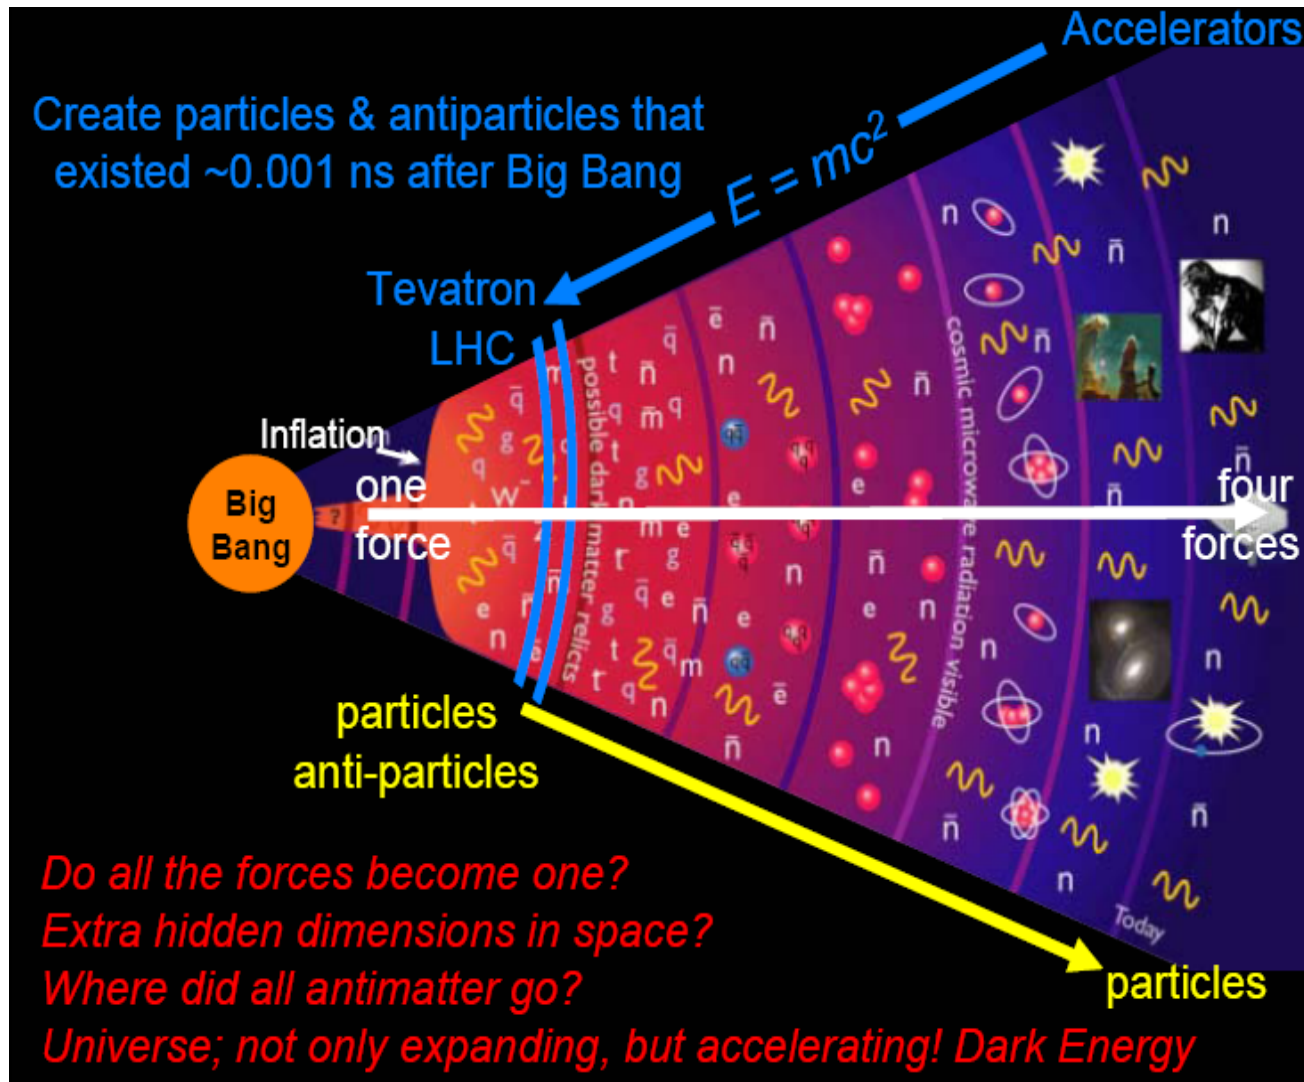 Accelerators
Create particles & antiparticles that
existed ~0.001 ns after Big Bang
E = mc²
Tevatron
LHC
Inflation
Big
Bang
?
one
force
four
forces
possible dark matter relics
cosmic microwave radiation visible
Today
particles
anti-particles
particles
Do all the forces become one?
Extra hidden dimensions in space?
Where did all antimatter go?
Universe; not only expanding, but accelerating! Dark Energy